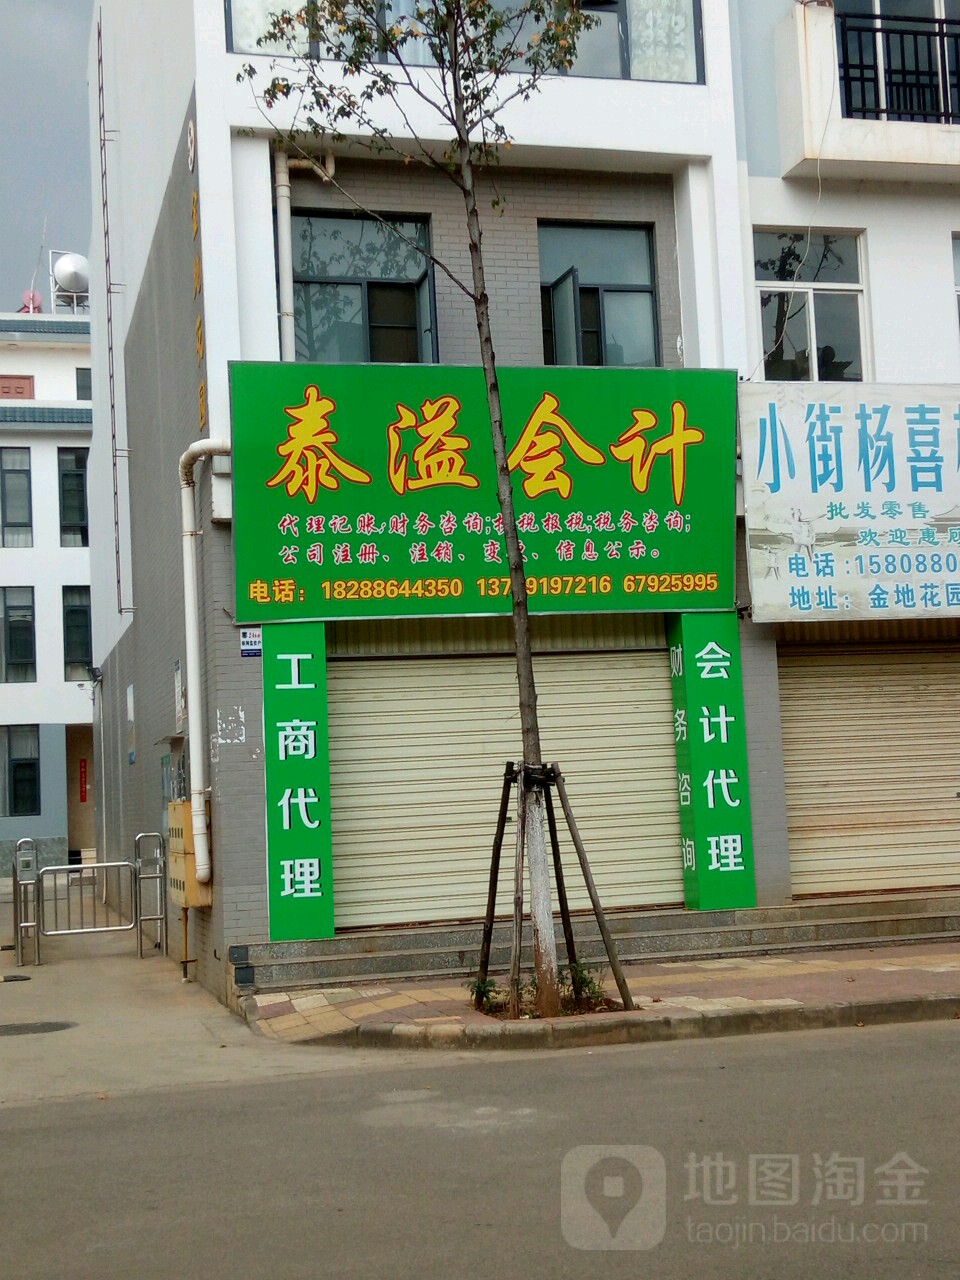 泰溢会计
代理记账;财务咨询;报税;税务咨询;
公司注册、注销、变更、信息公示。
电话: 18288644350 67925995
工商代理
财务咨询
会计代理
小街杨喜
批发零售
欢迎惠顾
电话:1580880
地址: 金地花园
地图淘金
taojin.baidu.com